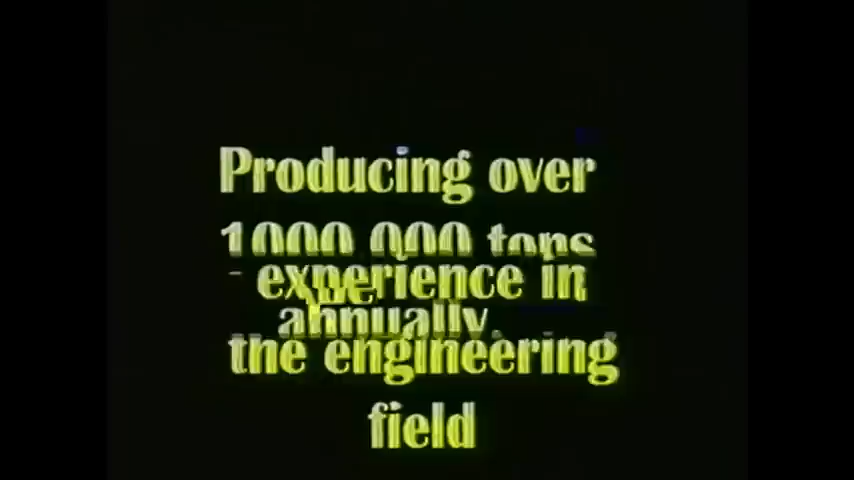 Producing over
1000 000 tons
experience in
annually.
the engineering
field